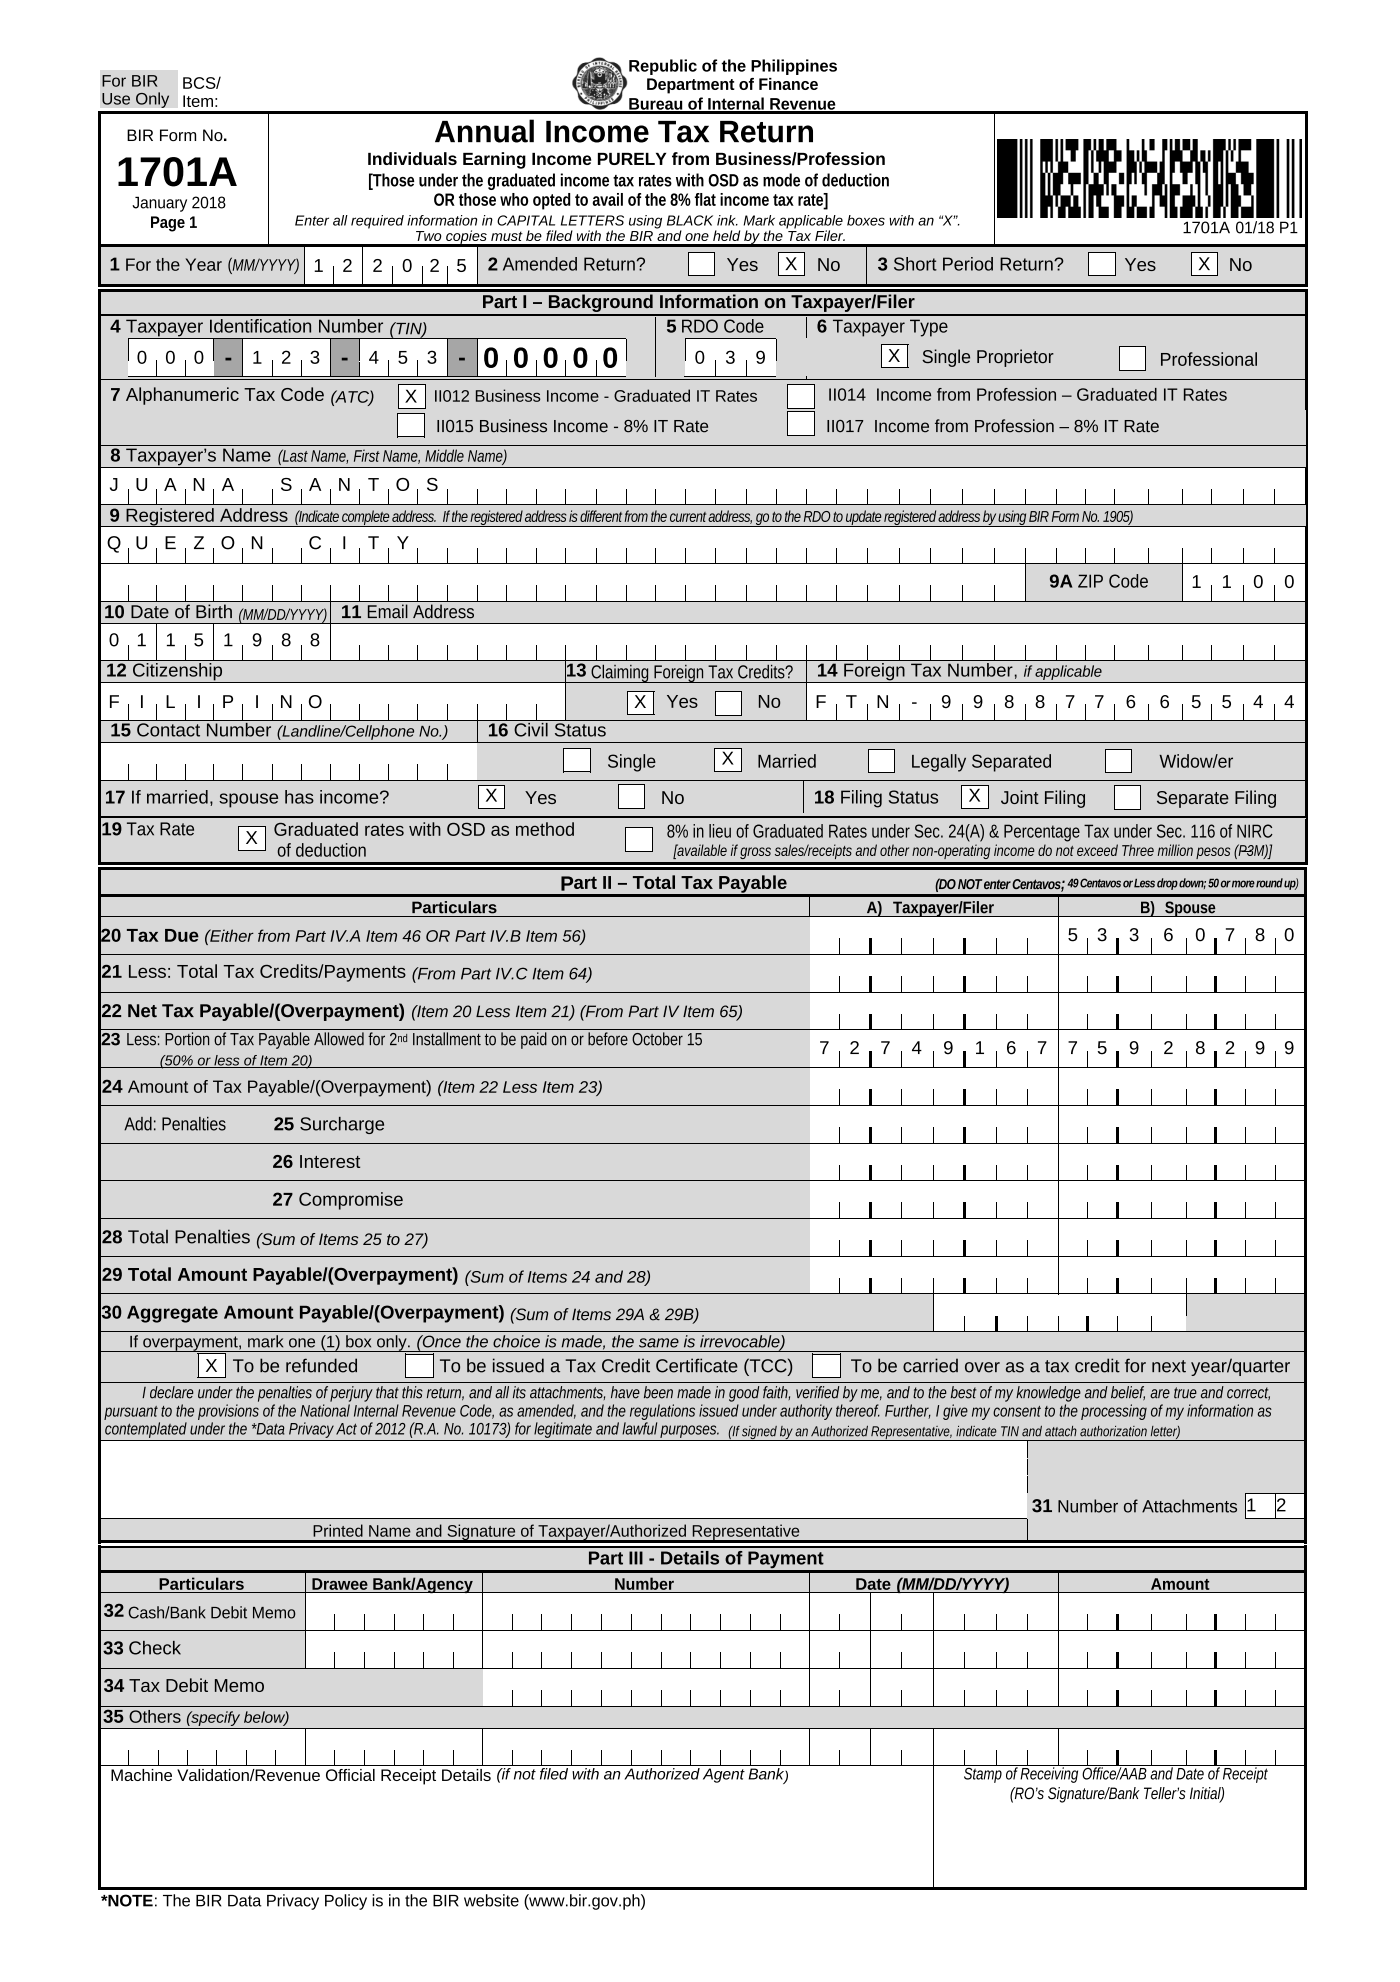 For BIR Use Only BCS/ Item:
Republic of the Philippines
Department of Finance
Bureau of Internal Revenue
BIR Form No.
1701A
January 2018
Page 1
Annual Income Tax Return
Individuals Earning Income PURELY from Business/Profession
[Those under the graduated income tax rates with OSD as mode of deduction
OR those who opted to avail of the 8% flat income tax rate]
Enter all required information in CAPITAL LETTERS using BLACK ink. Mark applicable boxes with an “X”.
Two copies must be filed with the BIR and one held by the Tax Filer.
1701A 01/18 P1
1 For the Year (MM/YYYY) 1 2 2 0 2 5 2 Amended Return? Yes X No 3 Short Period Return? Yes X No
Part I – Background Information on Taxpayer/Filer
4 Taxpayer Identification Number (TIN) 5 RDO Code 6 Taxpayer Type
0 0 0 - 1 2 3 - 4 5 3 - 0 0 0 0 0 0 3 9 X Single Proprietor Professional
7 Alphanumeric Tax Code (ATC) X II012 Business Income - Graduated IT Rates II014 Income from Profession – Graduated IT Rates
II015 Business Income - 8% IT Rate II017 Income from Profession – 8% IT Rate
8 Taxpayer’s Name (Last Name, First Name, Middle Name)
J U A N A S A N T O S
9 Registered Address (Indicate complete address. If the registered address is different from the current address, go to the RDO to update registered address by using BIR Form No. 1905)
Q U E Z O N C I T Y
9A ZIP Code 1 1 0 0
10 Date of Birth (MM/DD/YYYY) 11 Email Address
0 1 1 5 1 9 8 8
12 Citizenship 13 Claiming Foreign Tax Credits? 14 Foreign Tax Number, if applicable
F I L I P I N O X Yes No F T N - 9 9 8 8 7 7 6 6 5 5 4 4
15 Contact Number (Landline/Cellphone No.) 16 Civil Status
Single X Married Legally Separated Widow/er
17 If married, spouse has income? X Yes No 18 Filing Status X Joint Filing Separate Filing
19 Tax Rate X Graduated rates with OSD as method of deduction 8% in lieu of Graduated Rates under Sec. 24(A) & Percentage Tax under Sec. 116 of NIRC
[available if gross sales/receipts and other non-operating income do not exceed Three million pesos (P3M)]
Part II – Total Tax Payable (DO NOT enter Centavos; 49 Centavos or Less drop down; 50 or more round up)
Particulars A) Taxpayer/Filer B) Spouse
20 Tax Due (Either from Part IV.A Item 46 OR Part IV.B Item 56) 5 3 3 6 0 7 8 0
21 Less: Total Tax Credits/Payments (From Part IV.C Item 64)
22 Net Tax Payable/(Overpayment) (Item 20 Less Item 21) (From Part IV Item 65)
23 Less: Portion of Tax Payable Allowed for 2nd Installment to be paid on or before October 15
(50% or less of Item 20) 7 2 7 4 9 1 6 7 7 5 9 2 8 2 9 9
24 Amount of Tax Payable/(Overpayment) (Item 22 Less Item 23)
Add: Penalties 25 Surcharge
26 Interest
27 Compromise
28 Total Penalties (Sum of Items 25 to 27)
29 Total Amount Payable/(Overpayment) (Sum of Items 24 and 28)
30 Aggregate Amount Payable/(Overpayment) (Sum of Items 29A & 29B)
If overpayment, mark one (1) box only. (Once the choice is made, the same is irrevocable)
X To be refunded To be issued a Tax Credit Certificate (TCC) To be carried over as a tax credit for next year/quarter
I declare under the penalties of perjury that this return, and all its attachments, have been made in good faith, verified by me, and to the best of my knowledge and belief, are true and correct,
pursuant to the provisions of the National Internal Revenue Code, as amended, and the regulations issued under authority thereof. Further, I give my consent to the processing of my information as
contemplated under the *Data Privacy Act of 2012 (R.A. No. 10173) for legitimate and lawful purposes. (If signed by an Authorized Representative, indicate TIN and attach authorization letter)
31 Number of Attachments 1 2
Printed Name and Signature of Taxpayer/Authorized Representative
Part III - Details of Payment
Particulars Drawee Bank/Agency Number Date (MM/DD/YYYY) Amount
32 Cash/Bank Debit Memo
33 Check
34 Tax Debit Memo
35 Others (specify below)
Machine Validation/Revenue Official Receipt Details (if not filed with an Authorized Agent Bank) Stamp of Receiving Office/AAB and Date of Receipt
(RO’s Signature/Bank Teller’s Initial)
*NOTE: The BIR Data Privacy Policy is in the BIR website (www.bir.gov.ph)